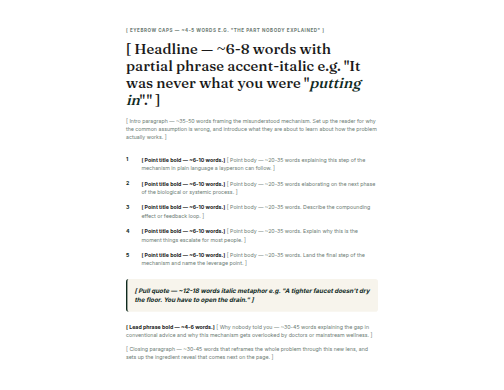 [ EYEBROW CAPS — ~4-5 WORDS E.G. "THE PART NOBODY EXPLAINED" ]
[ Headline — ~6-8 words with
partial phrase accent-italic e.g. "It
was never what you were "putting
in"." ]
[ Intro paragraph — ~35-50 words framing the misunderstood mechanism. Set up the reader for why
the common assumption is wrong, and introduce what they are about to learn about how the problem
actually works. ]
1 [ Point title bold — ~6-10 words.] [ Point body — ~20-35 words explaining this step of the
mechanism in plain language a layperson can follow. ]
2 [ Point title bold — ~6-10 words.] [ Point body — ~20-35 words elaborating on the next phase
of the biological or systemic process. ]
3 [ Point title bold — ~6-10 words.] [ Point body — ~20-35 words. Describe the compounding
effect or feedback loop. ]
4 [ Point title bold — ~6-10 words.] [ Point body — ~20-35 words. Explain why this is the
moment things escalate for most people. ]
5 [ Point title bold — ~6-10 words.] [ Point body — ~20-35 words. Land the final step of the
mechanism and name the leverage point. ]
[ Pull quote — ~12-18 words italic metaphor e.g. "A tighter faucet doesn't dry
the floor. You have to open the drain." ]
[ Lead phrase bold — ~4-6 words.] [ Why nobody told you — ~30-45 words explaining the gap in
conventional advice and why this mechanism gets overlooked by doctors or mainstream wellness. ]
[ Closing paragraph — ~30-45 words that reframes the whole problem through this new lens, and
sets up the ingredient reveal that comes next on the page. ]